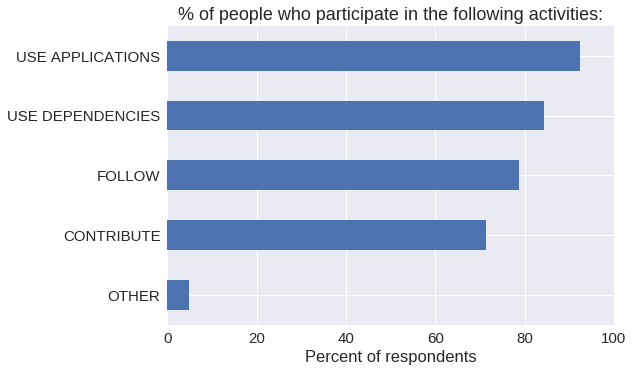 % of people who participate in the following activities:
USE APPLICATIONS
USE DEPENDENCIES
FOLLOW
CONTRIBUTE
OTHER
0 20 40 60 80 100
Percent of respondents